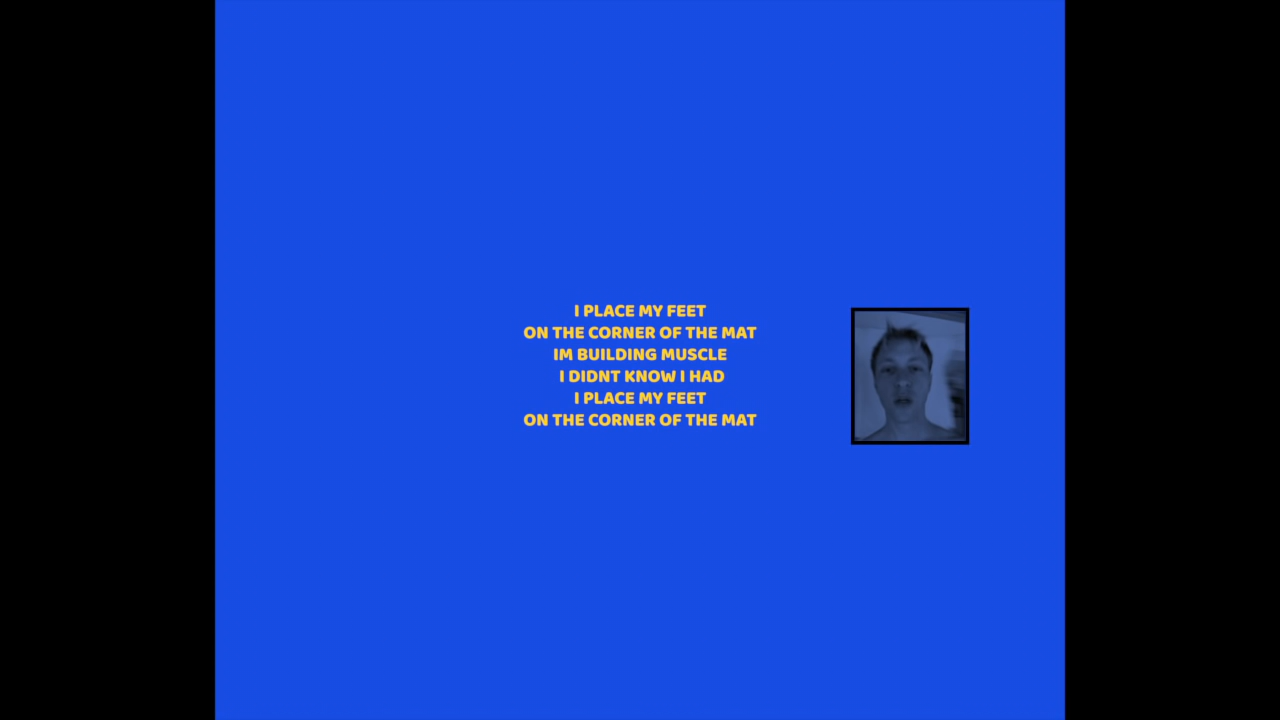 I PLACE MY FEET
ON THE CORNER OF THE MAT
IM BUILDING MUSCLE
I DIDNT KNOW I HAD
I PLACE MY FEET
ON THE CORNER OF THE MAT